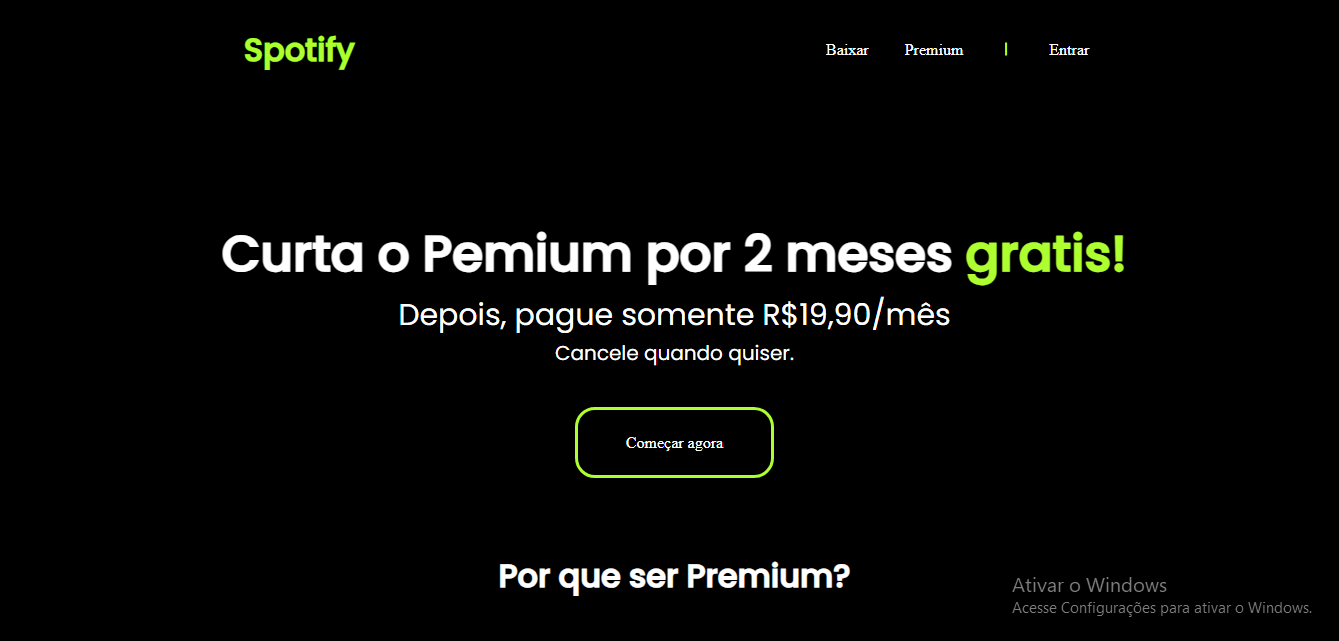 Spotify
Baixar Premium | Entrar
Curta o Pemium por 2 meses gratis!
Depois, pague somente R$19,90/mês
Cancele quando quiser.
Começar agora
Por que ser Premium?
Ativar o Windows
Acesse Configurações para ativar o Windows.